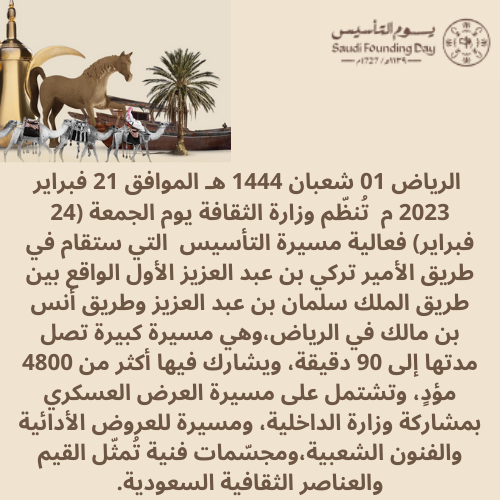 يـوم التأسيس
Saudi Founding Day
١١٣٩هـ / 1727م
الرياض 01 شعبان 1444 هـ الموافق 21 فبراير
2023 م تُنظّم وزارة الثقافة يوم الجمعة (24
فبراير) فعالية مسيرة التأسيس التي ستقام في
طريق الأمير تركي بن عبد العزيز الأول الواقع بين
طريق الملك سلمان بن عبد العزيز وطريق أنس
بن مالك في الرياض،وهي مسيرة كبيرة تصل
مدتها إلى 90 دقيقة، ويشارك فيها أكثر من 4800
مؤدٍ، وتشتمل على مسيرة العرض العسكري
بمشاركة وزارة الداخلية، ومسيرة للعروض الأدائية
والفنون الشعبية،ومجسّمات فنية تُمثّل القيم
والعناصر الثقافية السعودية.